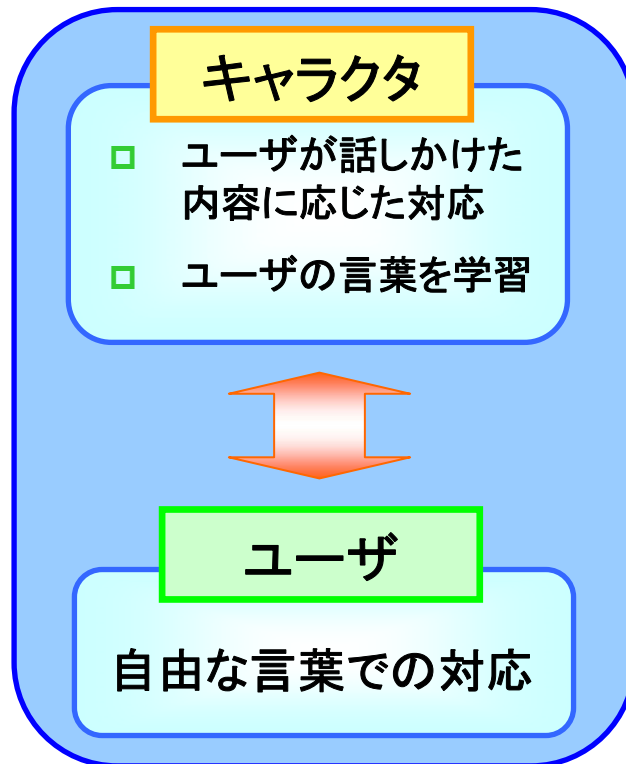 キャラクタ
ユーザが話しかけた
内容に応じた対応
ユーザの言葉を学習
ユーザ
自由な言葉での対応